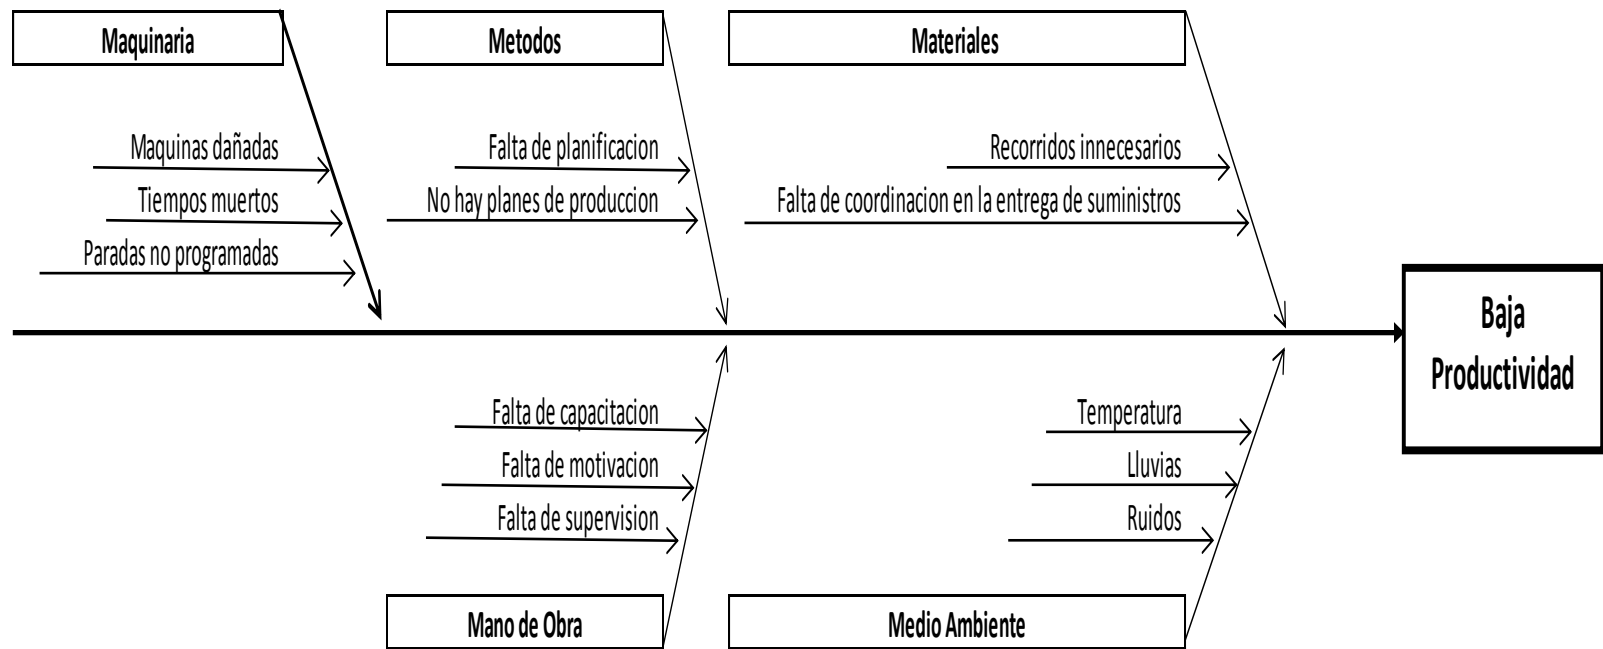 Maquinaria
Metodos
Materiales
Maquinas dañadas
Tiempos muertos
Paradas no programadas
Falta de planificacion
No hay planes de produccion
Recorridos innecesarios
Falta de coordinacion en la entrega de suministros
Baja
Productividad
Falta de capacitacion
Falta de motivacion
Falta de supervision
Temperatura
Lluvias
Ruidos
Mano de Obra
Medio Ambiente